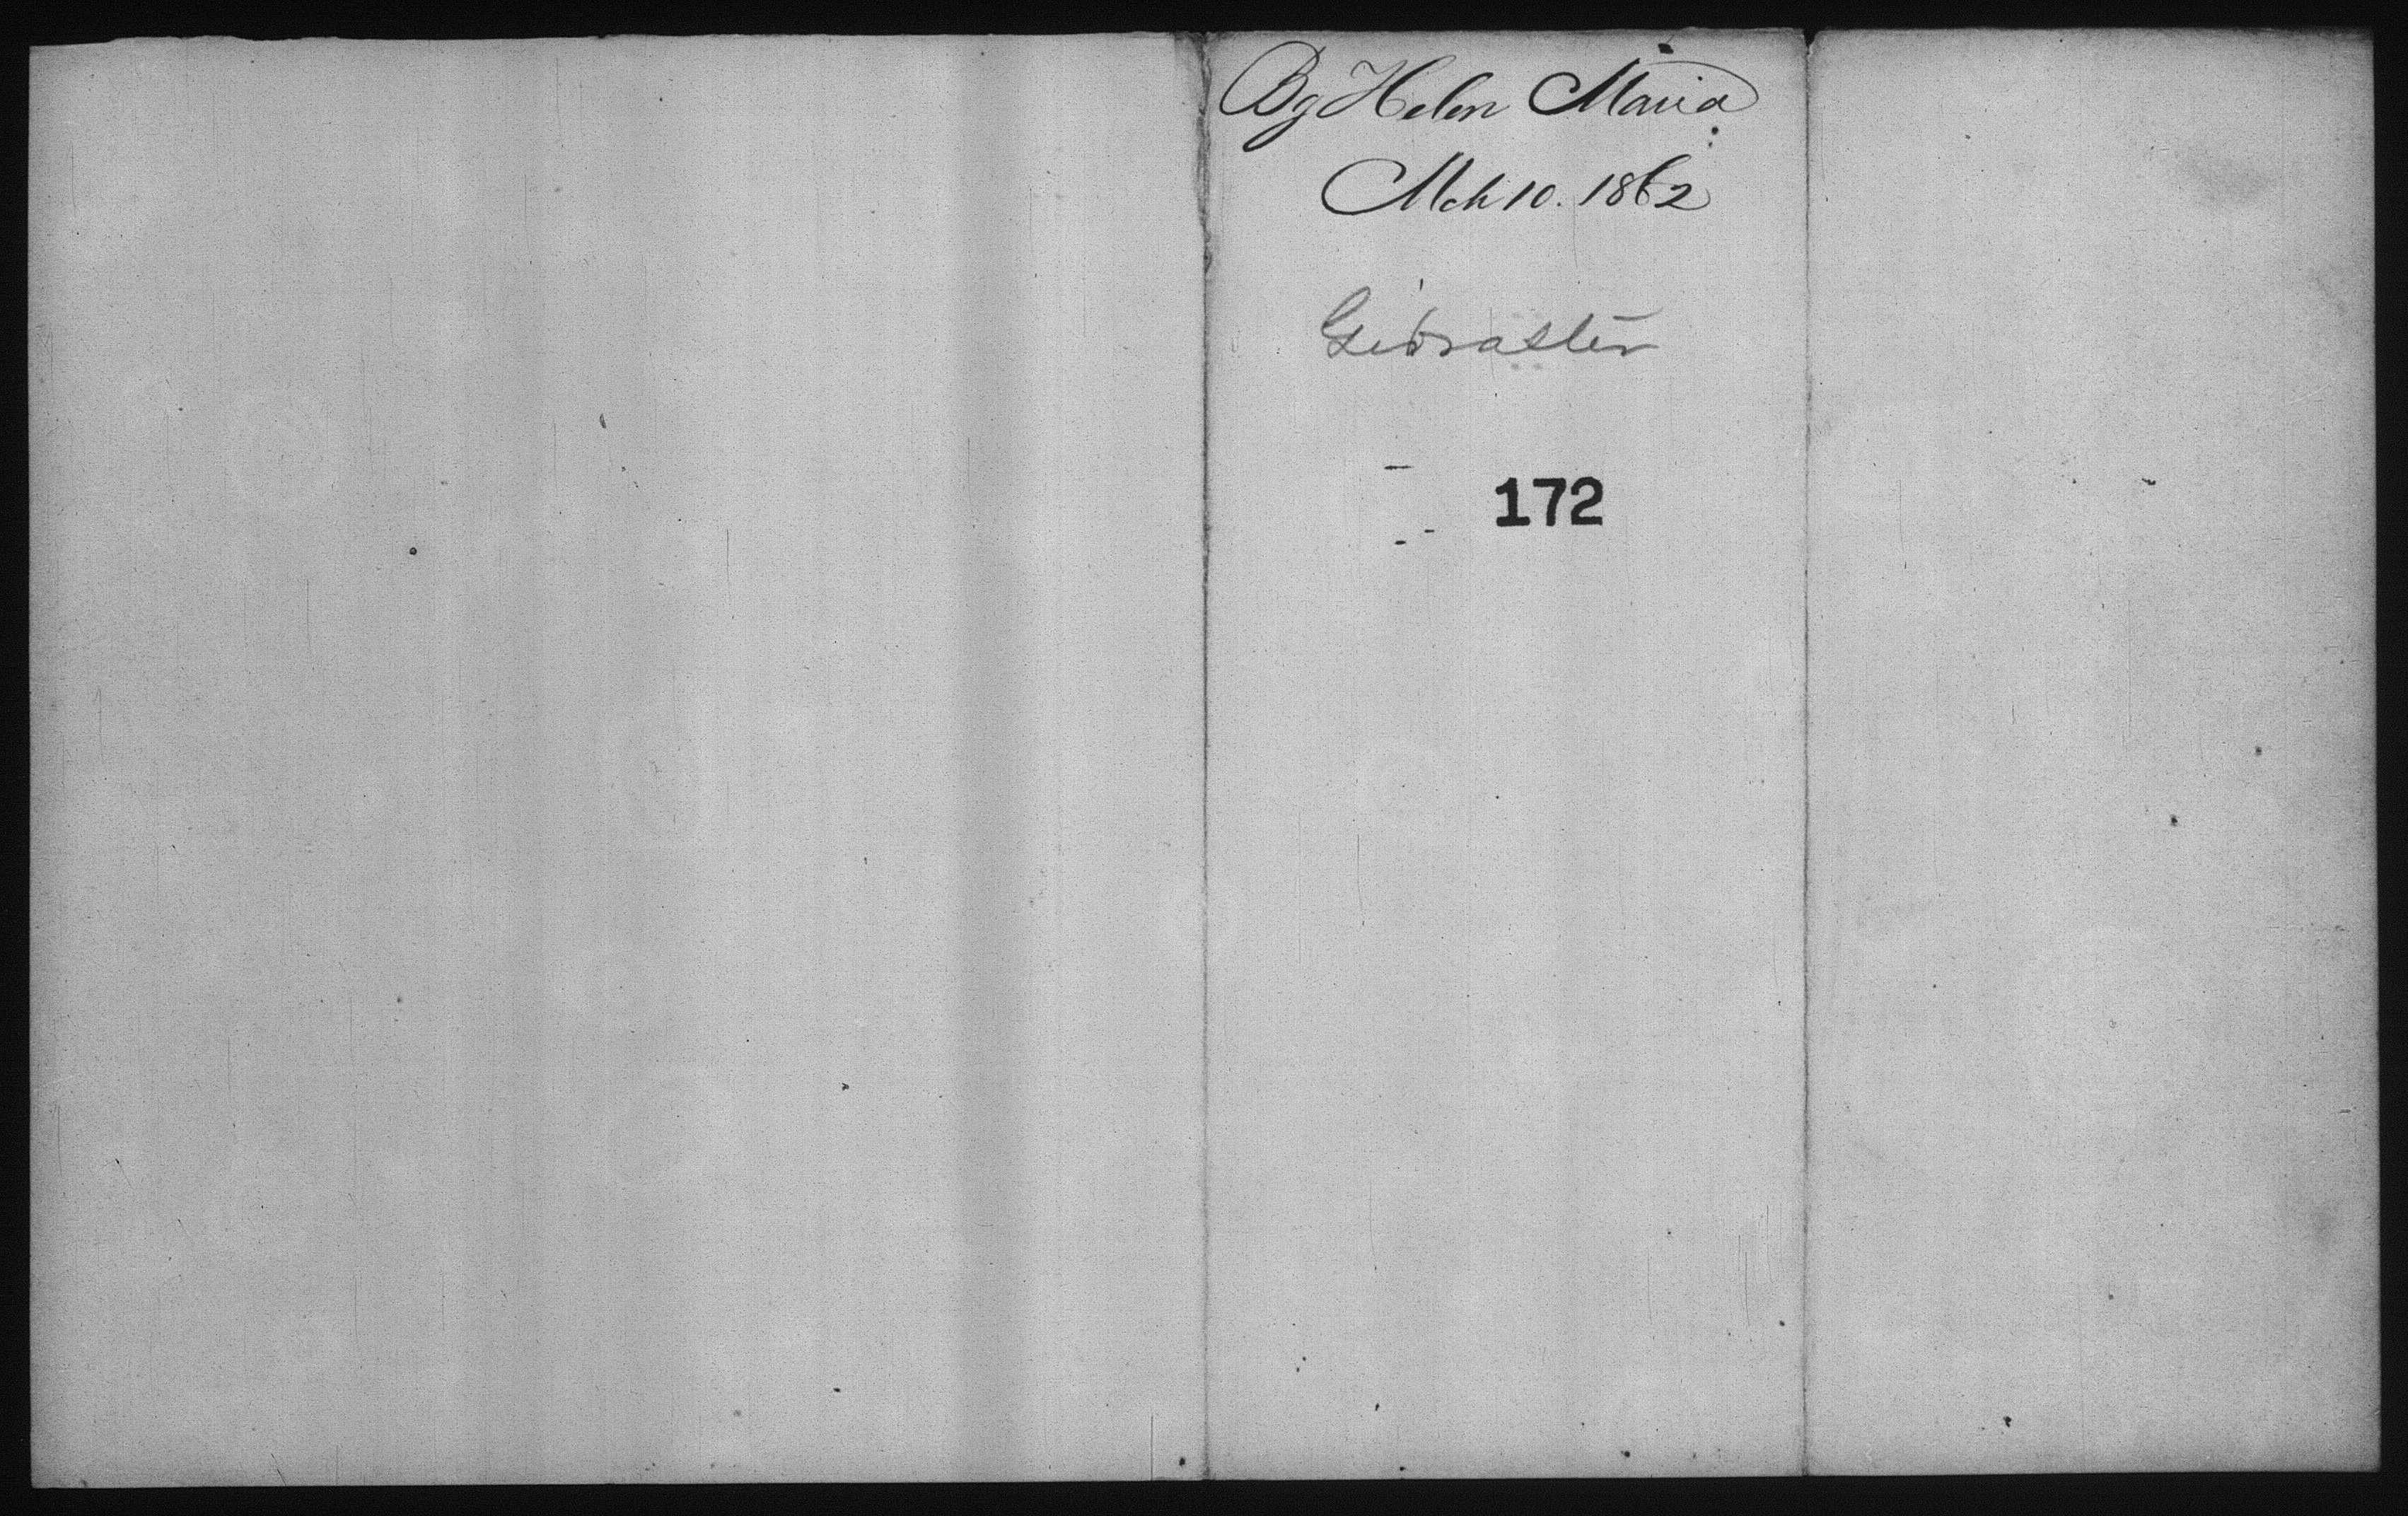 Bg Helen Maria
Mch 10. 1862
Gibralter
172